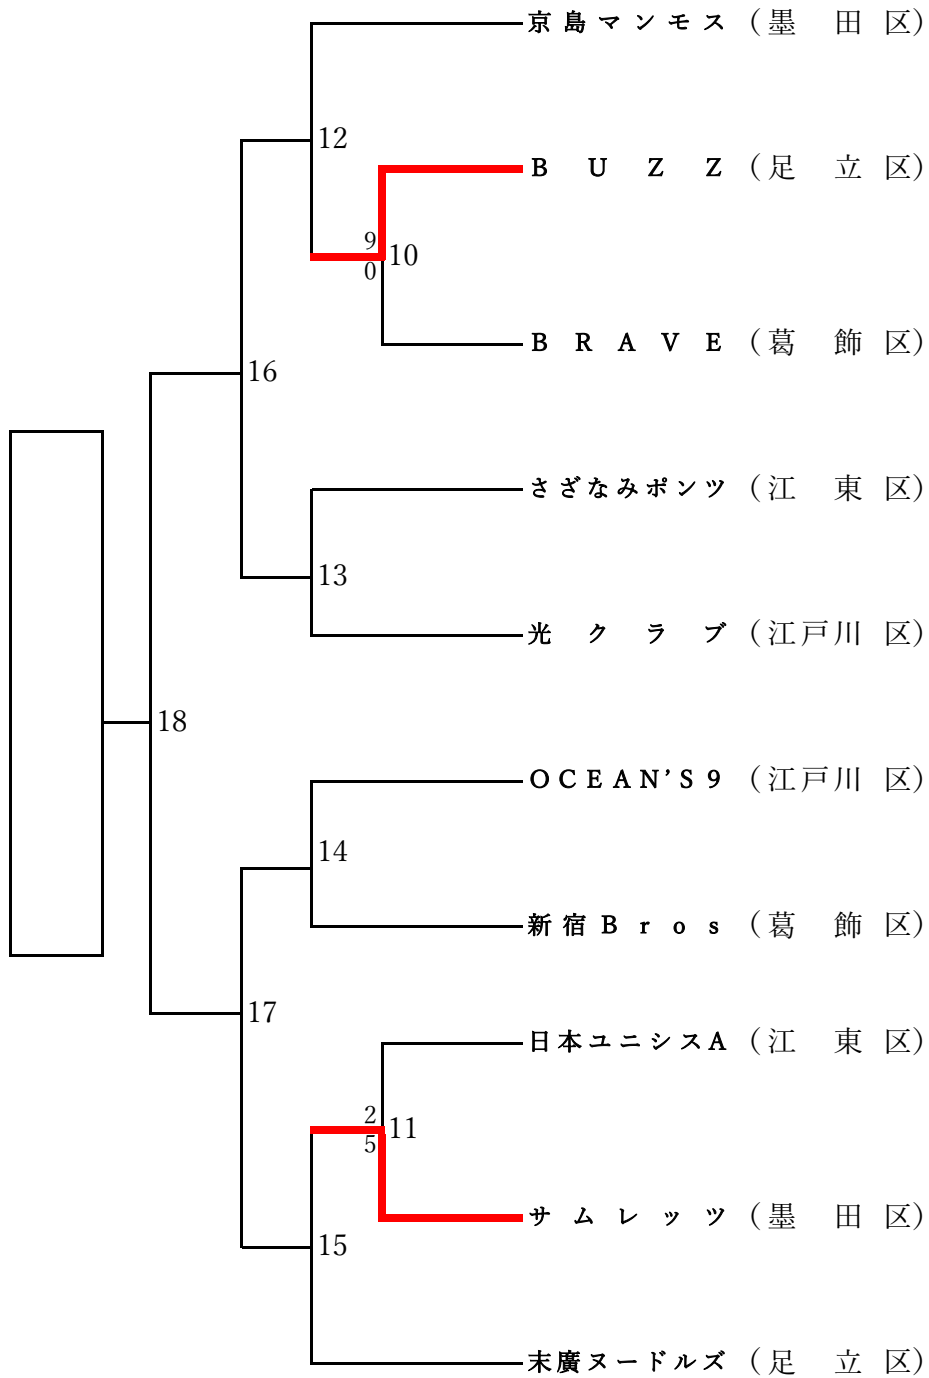 京島マンモス（墨田区）
12
BUZZ（足立区）
9
10
0
BRAVE（葛飾区）
16
さざなみポンツ（江東区）
13
光クラブ（江戸川区）
18
OCEAN'S9（江戸川区）
14
新宿Bros（葛飾区）
17
日本ユニシスA（江東区）
2
11
5
サムレッツ（墨田区）
15
末廣ヌードルズ（足立区）